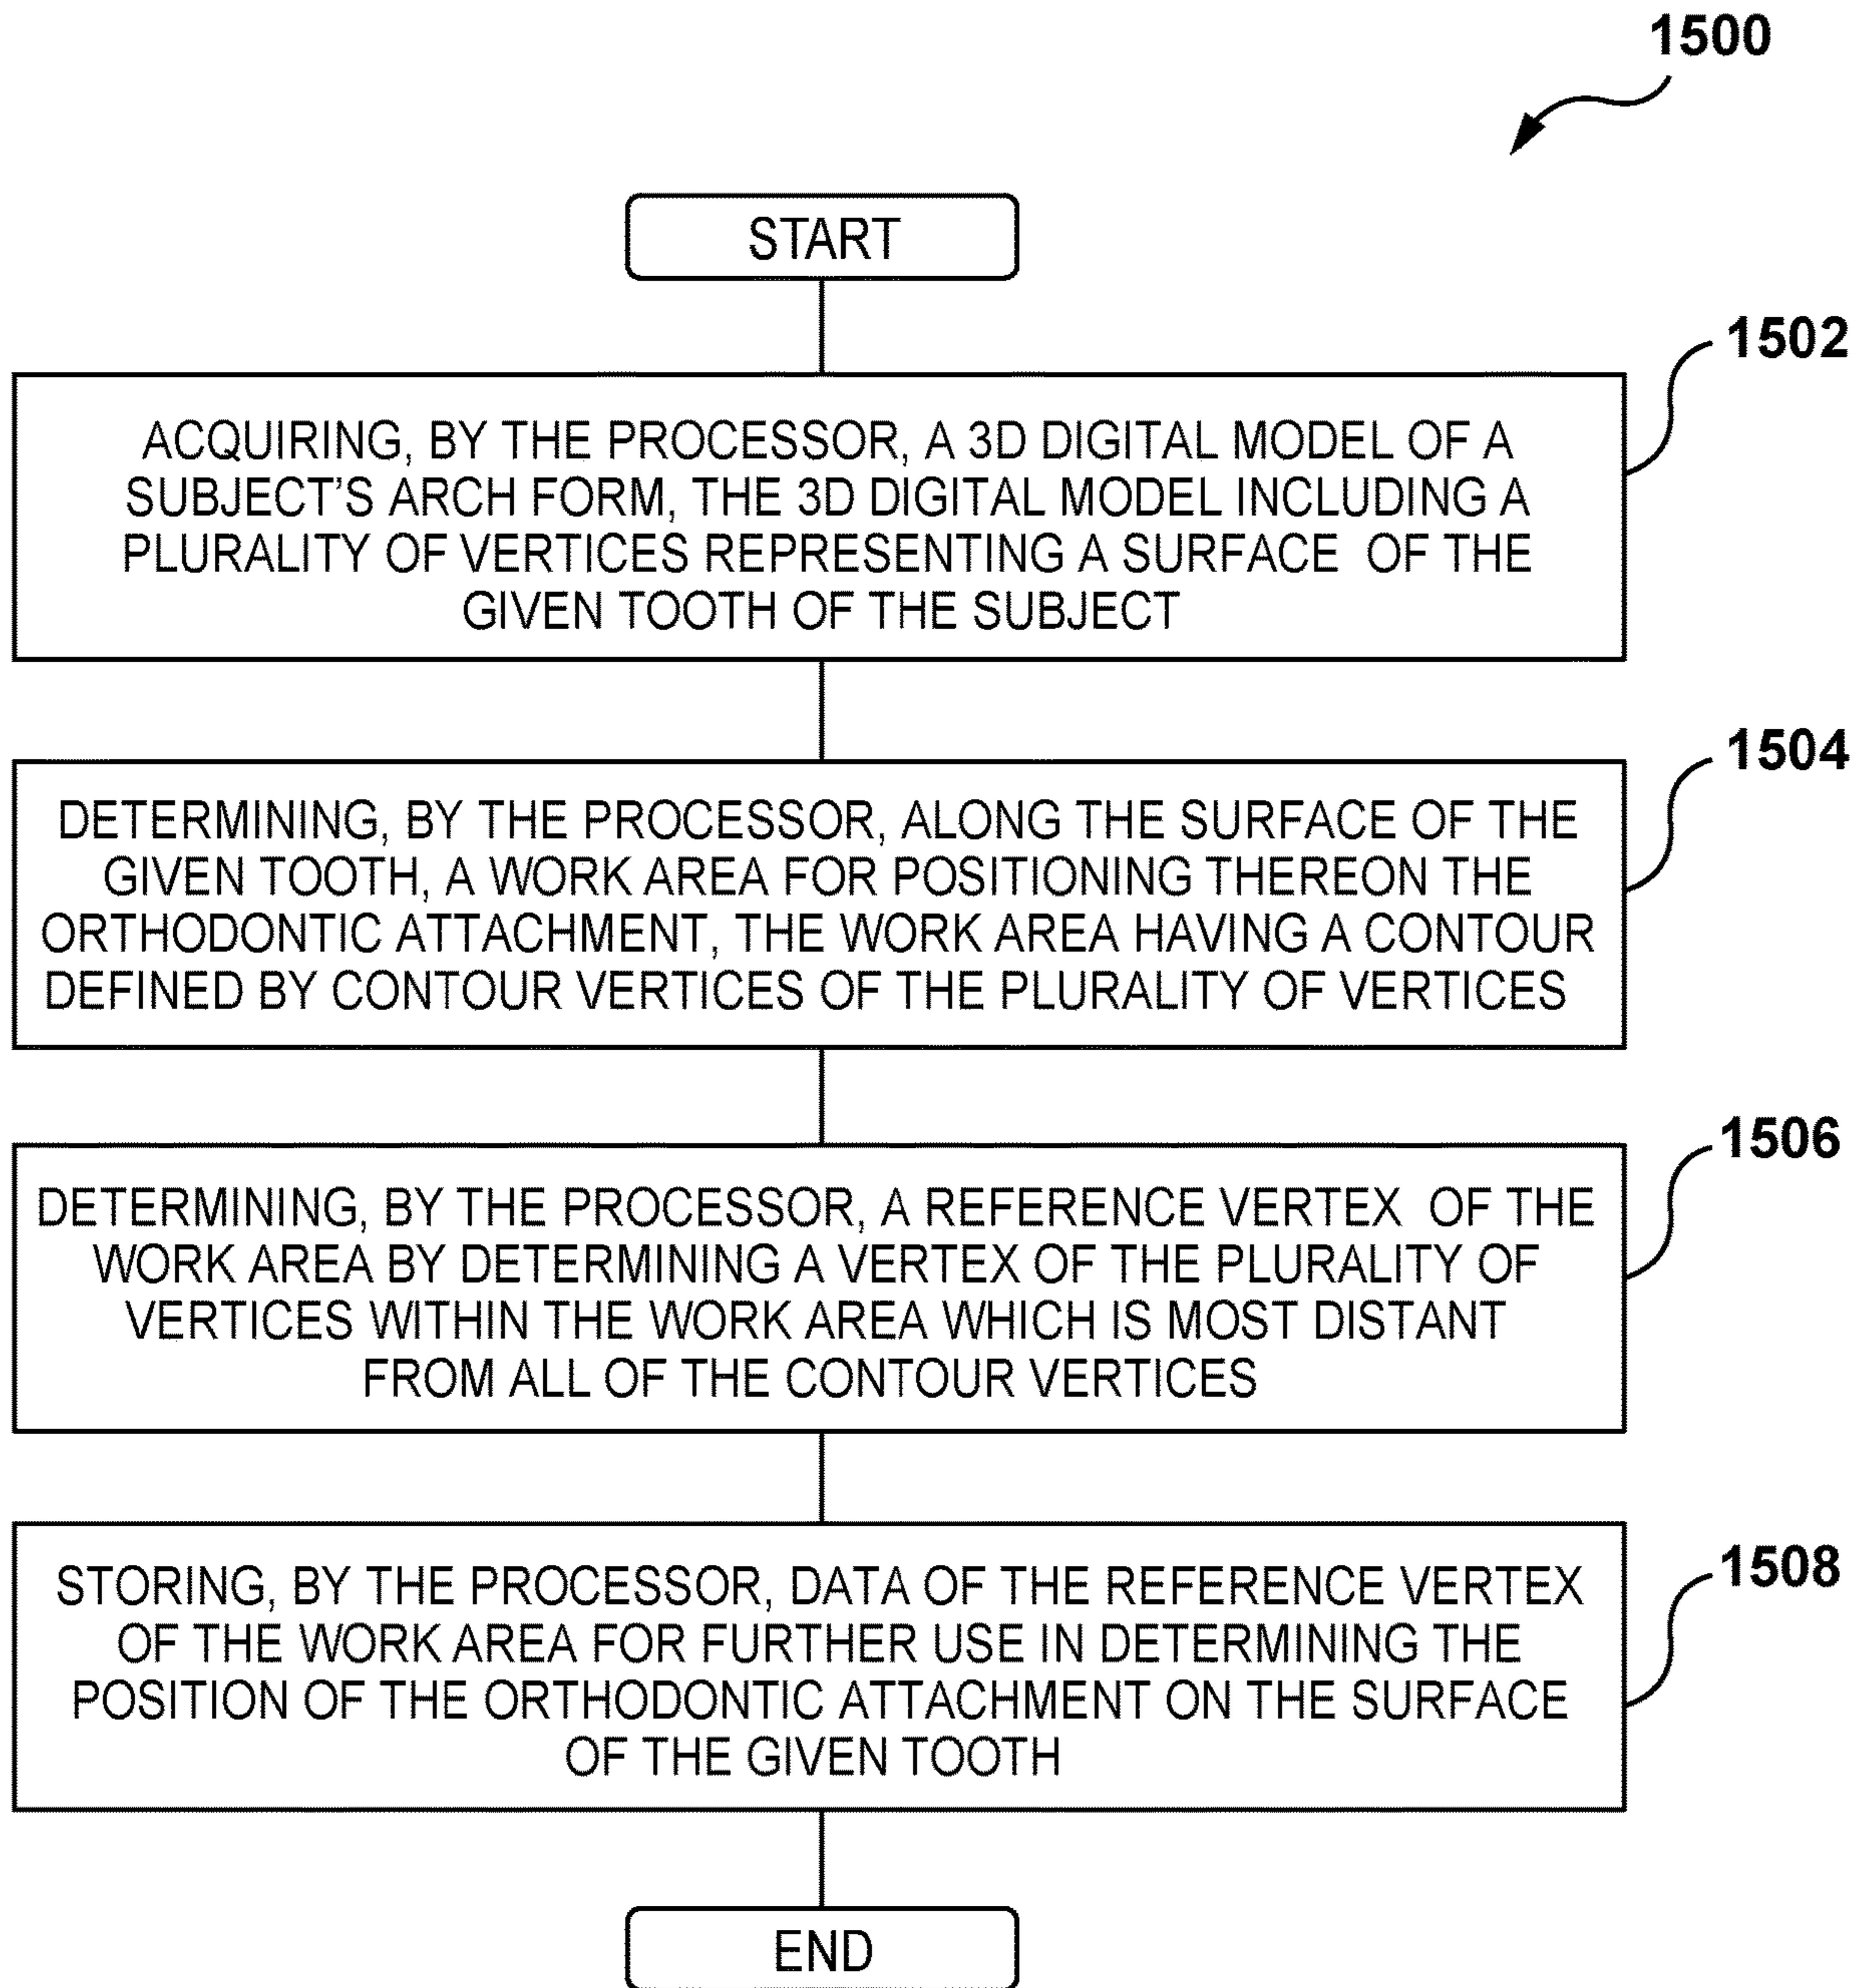 1500
START
1502
ACQUIRING, BY THE PROCESSOR, A 3D DIGITAL MODEL OF A
SUBJECT'S ARCH FORM, THE 3D DIGITAL MODEL INCLUDING A
PLURALITY OF VERTICES REPRESENTING A SURFACE OF THE
GIVEN TOOTH OF THE SUBJECT
1504
DETERMINING, BY THE PROCESSOR, ALONG THE SURFACE OF THE
GIVEN TOOTH, A WORK AREA FOR POSITIONING THEREON THE
ORTHODONTIC ATTACHMENT, THE WORK AREA HAVING A CONTOUR
DEFINED BY CONTOUR VERTICES OF THE PLURALITY OF VERTICES
1506
DETERMINING, BY THE PROCESSOR, A REFERENCE VERTEX OF THE
WORK AREA BY DETERMINING A VERTEX OF THE PLURALITY OF
VERTICES WITHIN THE WORK AREA WHICH IS MOST DISTANT
FROM ALL OF THE CONTOUR VERTICES
1508
STORING, BY THE PROCESSOR, DATA OF THE REFERENCE VERTEX
OF THE WORK AREA FOR FURTHER USE IN DETERMINING THE
POSITION OF THE ORTHODONTIC ATTACHMENT ON THE SURFACE
OF THE GIVEN TOOTH
END